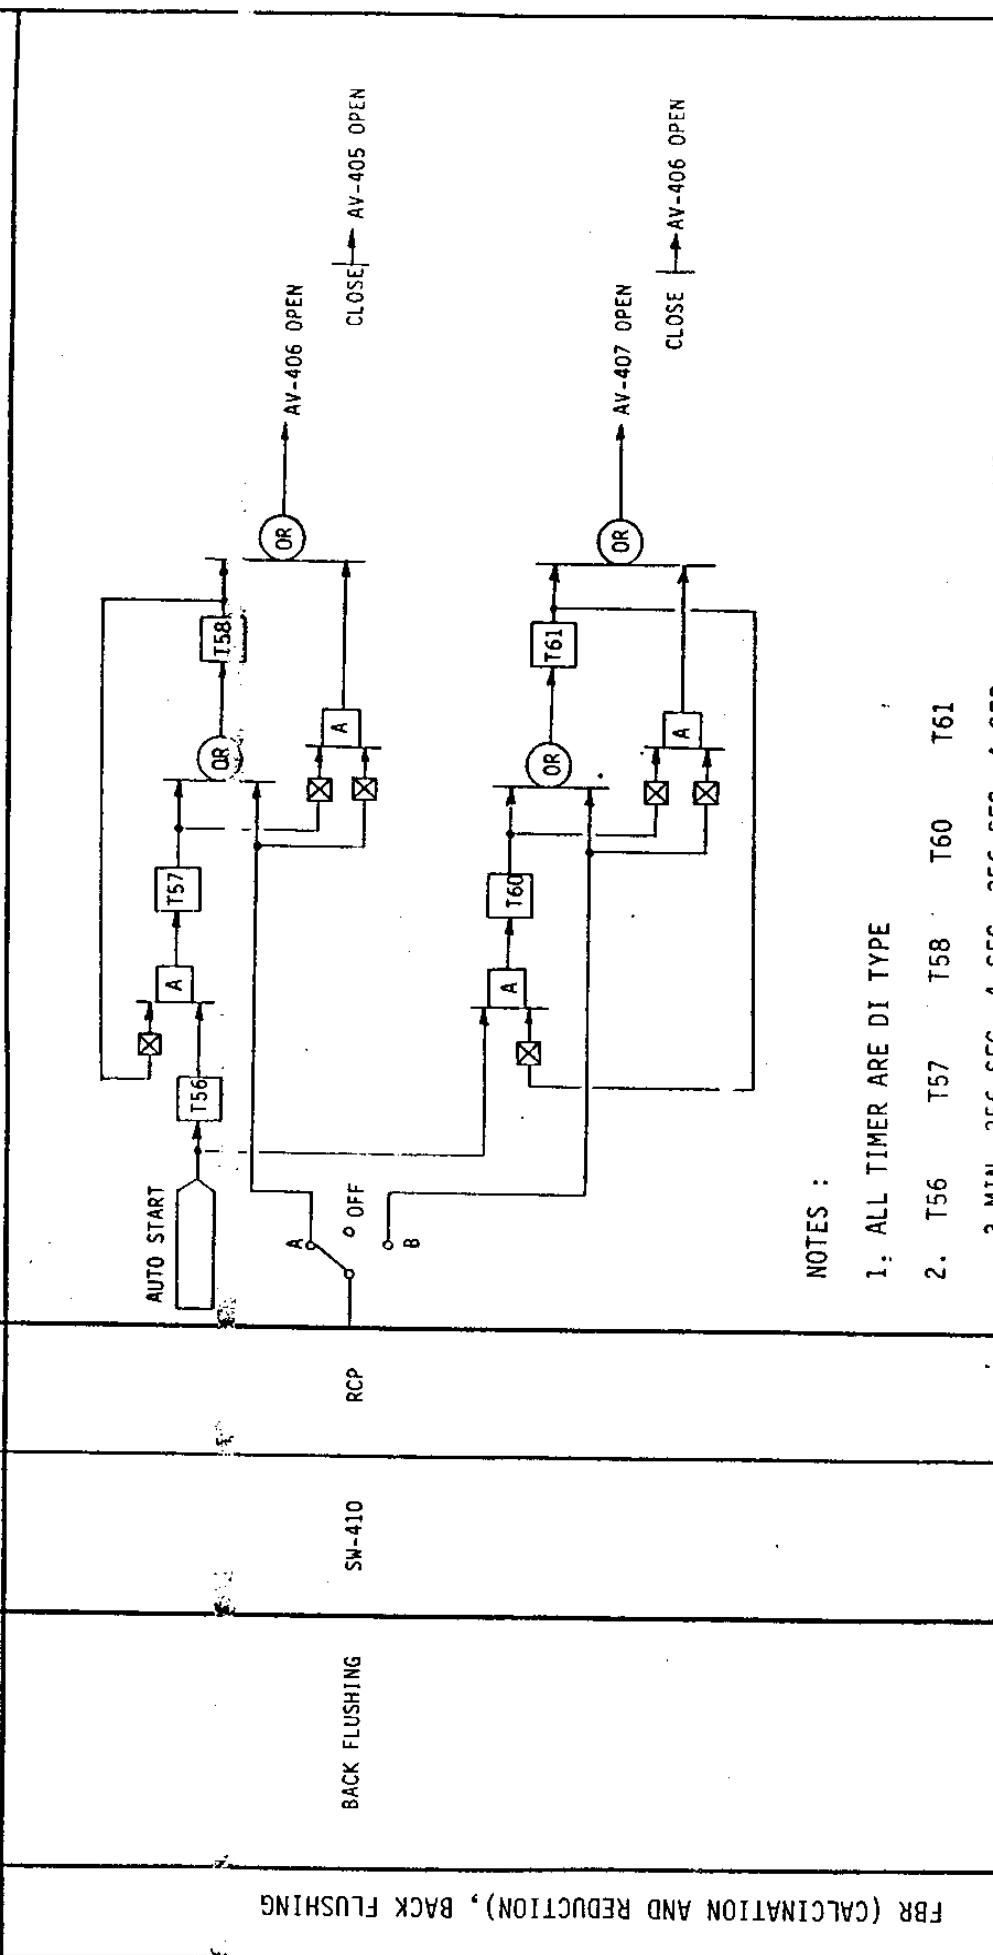 FBR (CALCINATION AND REDUCTION), BACK FLUSHING
BACK FLUSHING
SW-410
RCP
AUTO START
A
OFF
B
T56
A
T57
OR
T58
A
OR
AV-406 OPEN
CLOSE
AV-405 OPEN
A
T60
OR
T61
A
OR
AV-407 OPEN
CLOSE
AV-406 OPEN
NOTES :
1. ALL TIMER ARE DI TYPE
2. T56 T57 T58 T60 T61